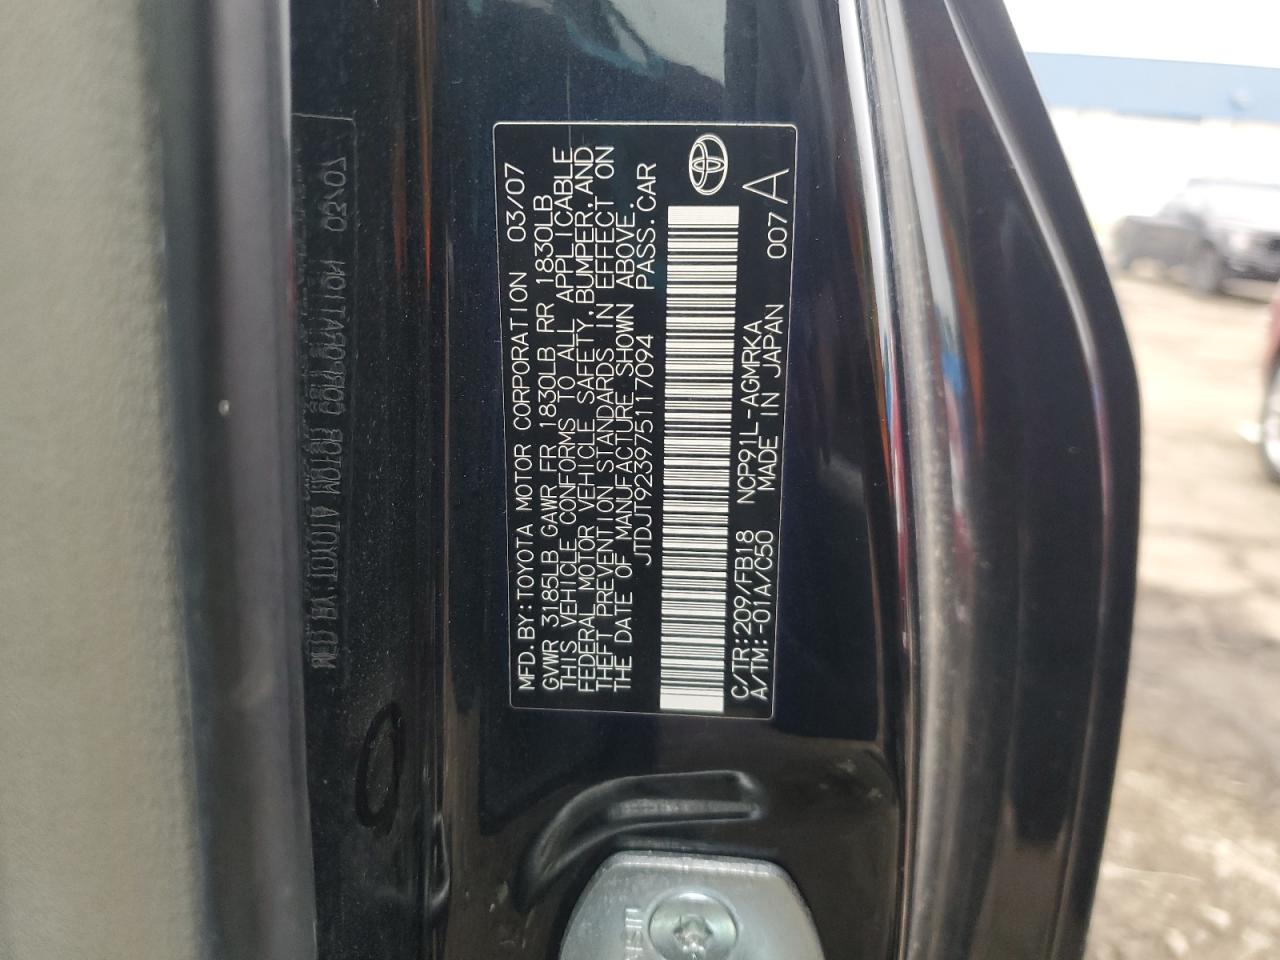 MFD.BY:TOYOTA MOTOR CORPORATION 03/07
GVWR 3185LB GAWR FR 1830LB RR 1830LB
THIS VEHICLE CONFORMS TO ALL APPLICABLE
FEDERAL MOTOR VEHICLE SAFETY,BUMPER,AND
THEFT PREVENTION STANDARDS IN EFFECT ON
THE DATE OF MANUFACTURE SHOWN ABOVE.
JTDJT923975117094 PASS.CAR
C/TR:209/FB18 NCP91L-AGMRKA 007A
A/TM:-01A/C50 MADE IN JAPAN
AISIN